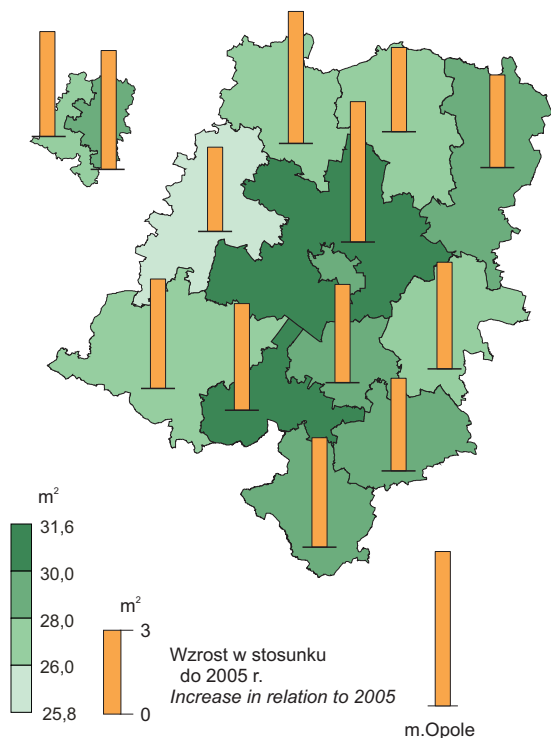 m²
31,6
30,0
28,0
26,0
25,8
m²
3
0
Wzrost w stosunku
do 2005 r.
Increase in relation to 2005
m.Opole